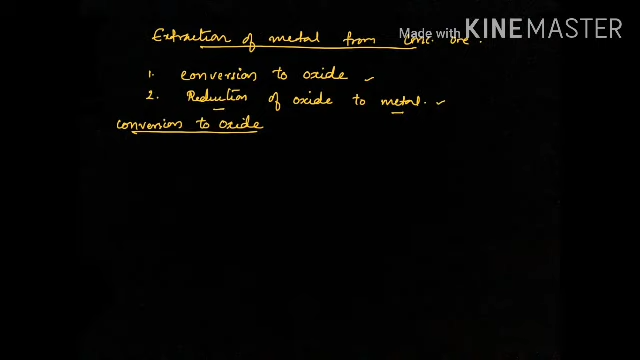 Extraction of metal from conc. ore.
Made with KINEMASTER
1. Conversion to oxide ✓
2. Reduction of oxide to metal. ✓
conversion to oxide